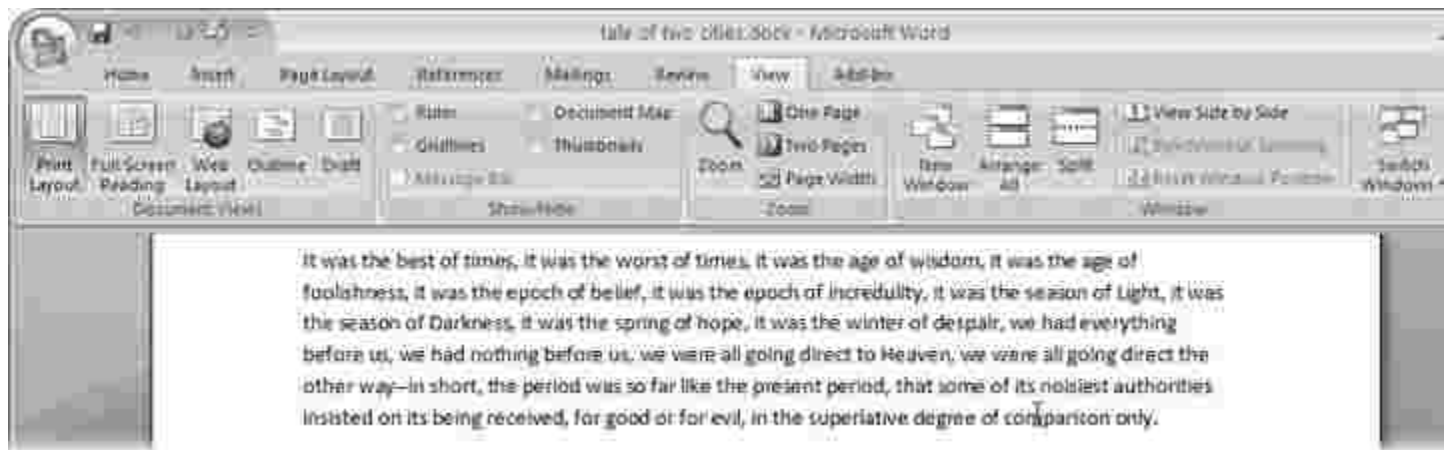 tale of two cities.docx - Microsoft Word
Home Insert Page Layout References Mailings Review View Add-Ins
Ruler Document Map One Page View Side by Side
Gridlines Thumbnails Two Pages Synchronous Scrolling
Message Bar Page Width Reset Window Position
Print Layout Full Screen Reading Web Layout Outline Draft Zoom New Window Arrange All Split Switch Windows
Document Views Show/Hide Zoom Window
It was the best of times, it was the worst of times, it was the age of wisdom, it was the age of
foolishness, it was the epoch of belief, it was the epoch of incredulity, it was the season of Light, it was
the season of Darkness, it was the spring of hope, it was the winter of despair, we had everything
before us, we had nothing before us, we were all going direct to Heaven, we were all going direct the
other way--in short, the period was so far like the present period, that some of its noisiest authorities
insisted on its being received, for good or for evil, in the superlative degree of comparison only.